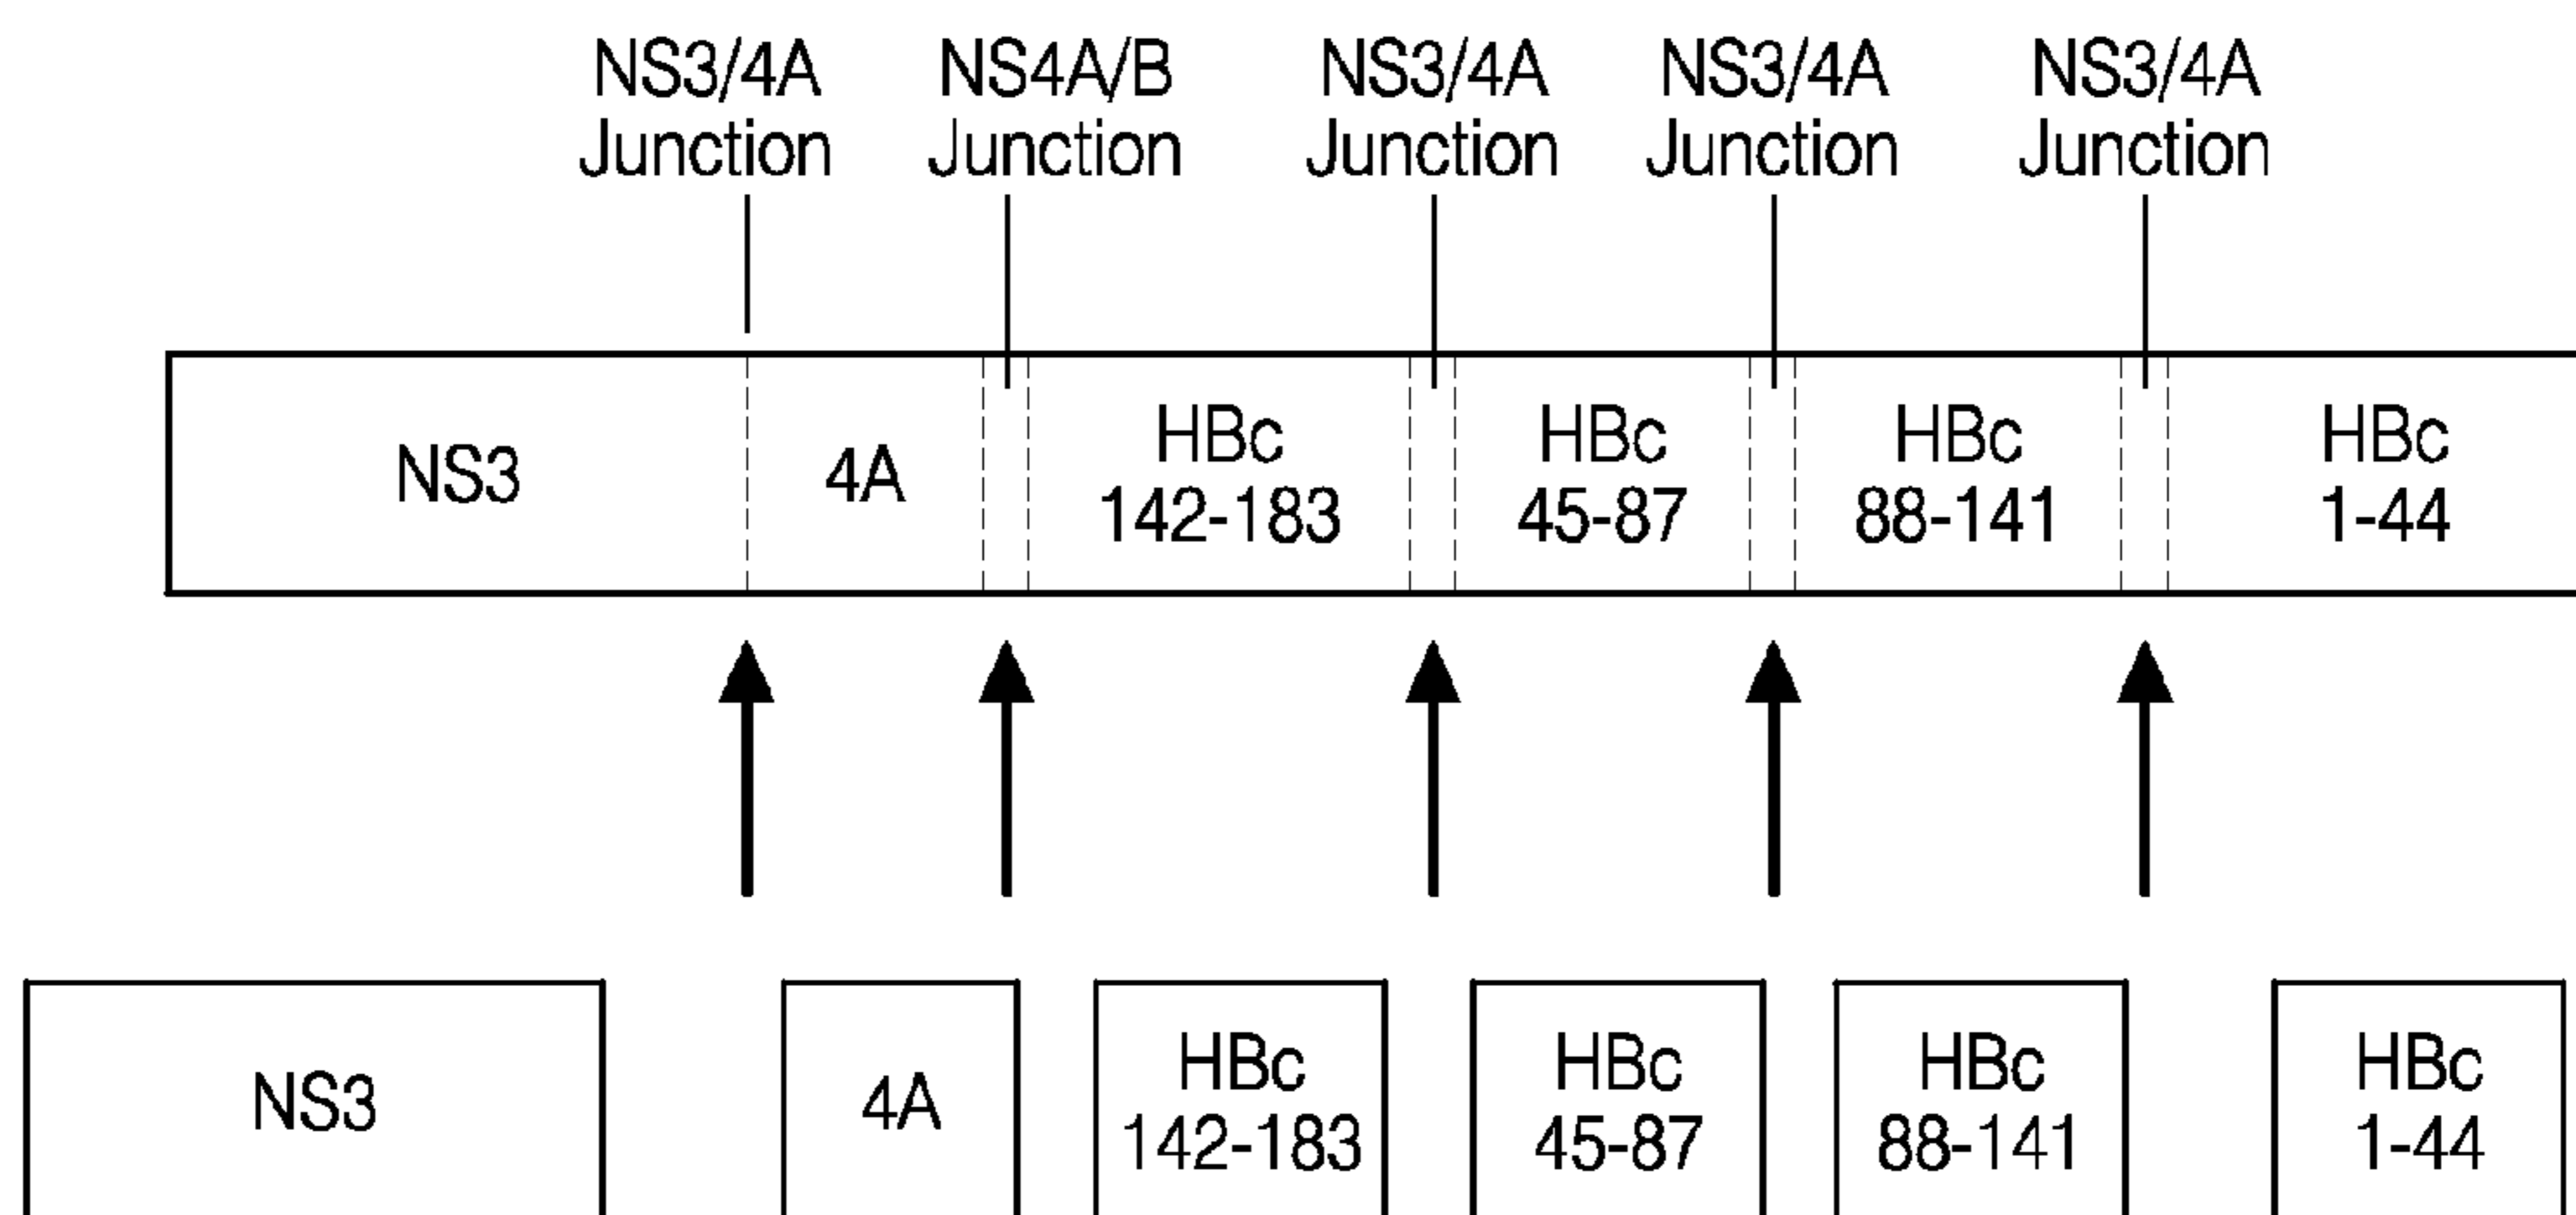 NS3/4A NS4A/B NS3/4A NS3/4A NS3/4A
Junction Junction Junction Junction Junction
NS3 4A HBc 142-183 HBc 45-87 HBc 88-141 HBc 1-44
NS3 4A HBc 142-183 HBc 45-87 HBc 88-141 HBc 1-44